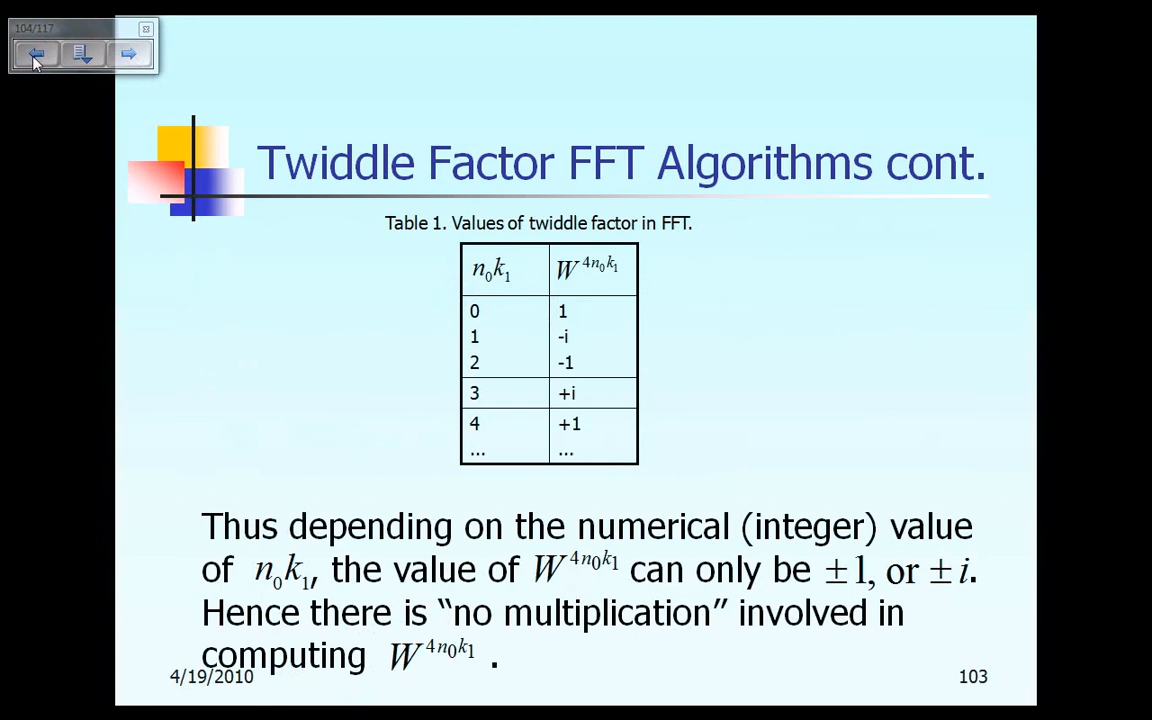 104/117
Twiddle Factor FFT Algorithms cont.
Table 1. Values of twiddle factor in FFT.
n₀k₁ W⁴ⁿ⁰ᵏ¹
0 1
1 -i
2 -1
3 +i
4 +1
... ...
Thus depending on the numerical (integer) value
of n₀k₁, the value of W⁴ⁿ⁰ᵏ¹ can only be ±1, or ±i.
Hence there is “no multiplication” involved in
computing W⁴ⁿ⁰ᵏ¹ .
4/19/2010 103